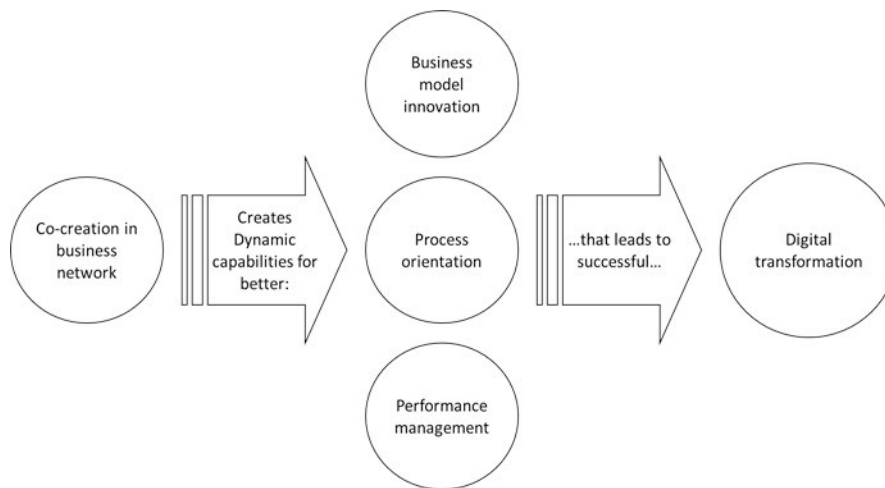 Business
model
innovation
Co-creation in
business
network
Creates
Dynamic
capabilities for
better:
Process
orientation
...that leads to
successful...
Digital
transformation
Performance
management